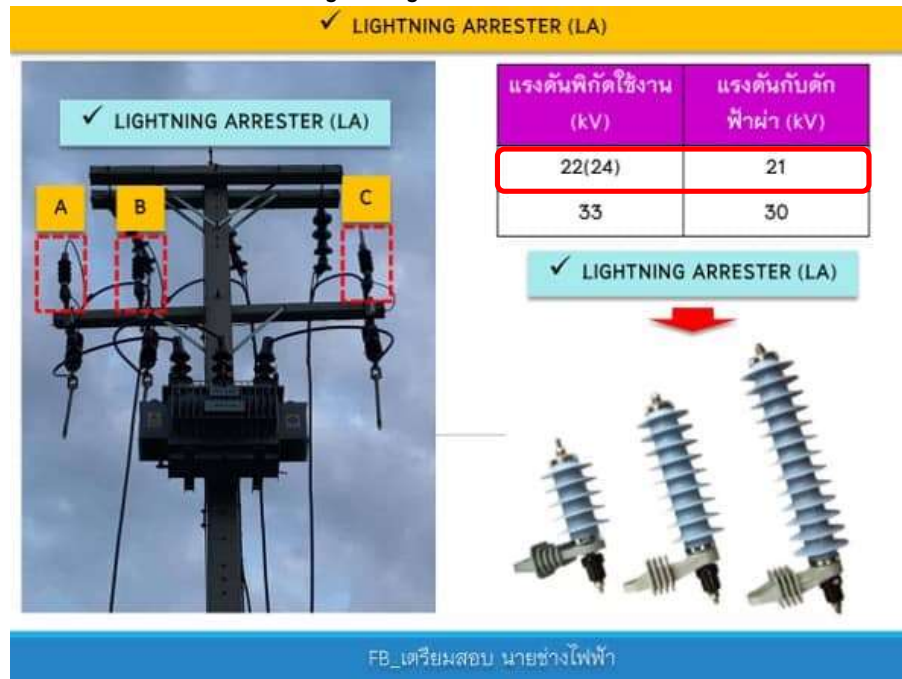 ✓ LIGHTNING ARRESTER (LA)
✓ LIGHTNING ARRESTER (LA)
A
B
C
แรงดันพิกัดใช้งาน (kV)
แรงดันกับดักฟ้าผ่า (kV)
22(24)
21
33
30
✓ LIGHTNING ARRESTER (LA)
FB_เตรียมสอบ นายช่างไฟฟ้า